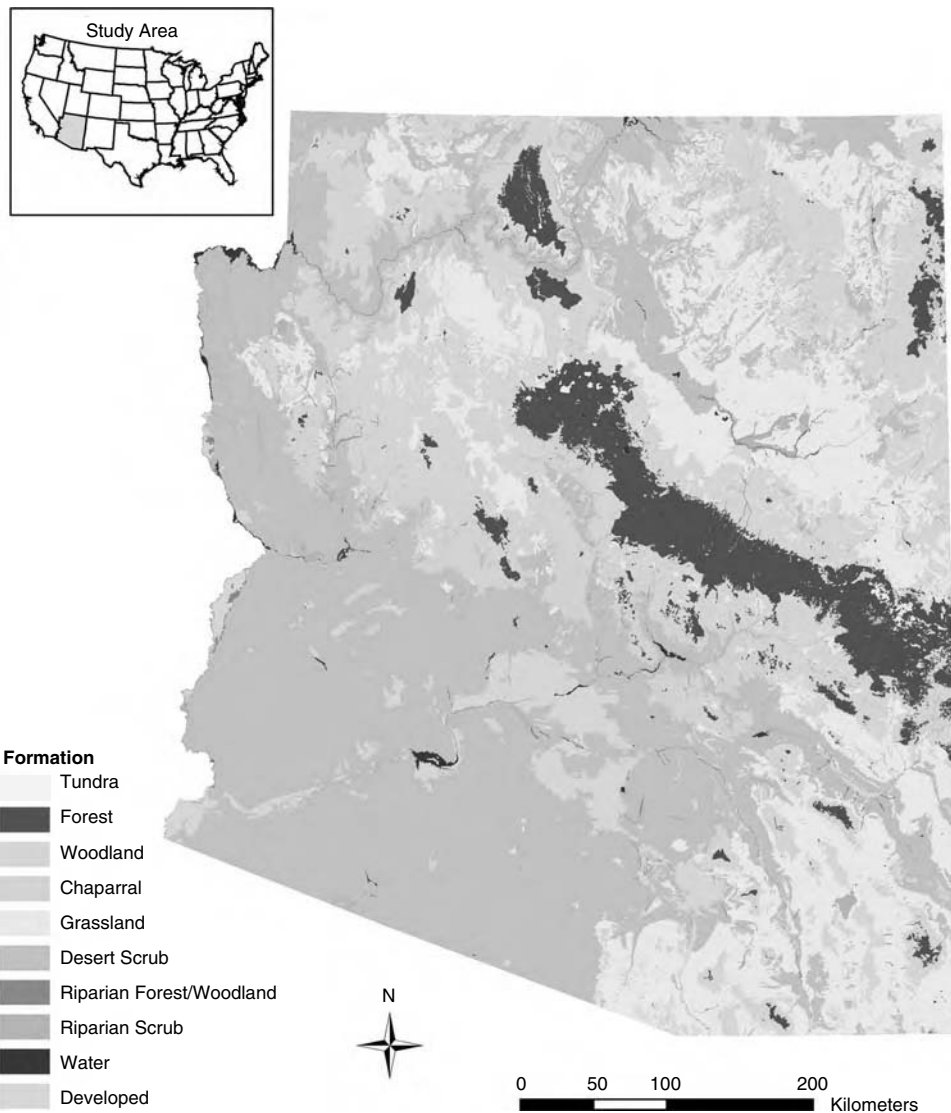 Study Area
Formation
Tundra
Forest
Woodland
Chaparral
Grassland
Desert Scrub
Riparian Forest/Woodland
Riparian Scrub
Water
Developed
N
0 50 100 200
Kilometers